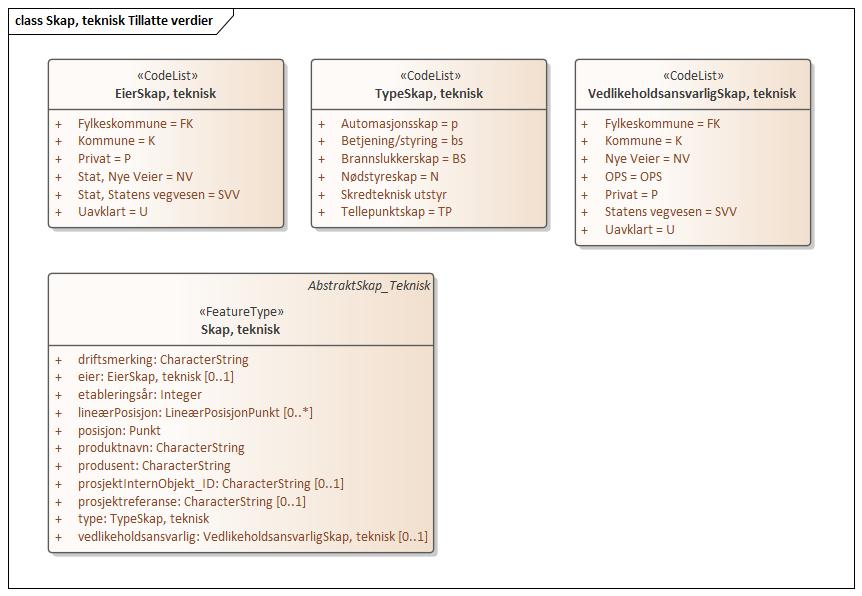 class Skap, teknisk Tillatte verdier
«CodeList»
EierSkap, teknisk
+ Fylkeskommune = FK
+ Kommune = K
+ Privat = P
+ Stat, Nye Veier = NV
+ Stat, Statens vegvesen = SVV
+ Uavklart = U
«CodeList»
TypeSkap, teknisk
+ Automasjonsskap = p
+ Betjening/styring = bs
+ Brannslukkerskap = BS
+ Nødstyreskap = N
+ Skredteknisk utstyr
+ Tellepunktskap = TP
«CodeList»
VedlikeholdsansvarligSkap, teknisk
+ Fylkeskommune = FK
+ Kommune = K
+ Nye Veier = NV
+ OPS = OPS
+ Privat = P
+ Statens vegvesen = SVV
+ Uavklart = U
AbstraktSkap_Teknisk
«FeatureType»
Skap, teknisk
+ driftsmerking: CharacterString
+ eier: EierSkap, teknisk [0..1]
+ etableringsår: Integer
+ lineærPosisjon: LineærPosisjonPunkt [0..*]
+ posisjon: Punkt
+ produktnavn: CharacterString
+ produsent: CharacterString
+ prosjektInternObjekt_ID: CharacterString [0..1]
+ prosjektreferanse: CharacterString [0..1]
+ type: TypeSkap, teknisk
+ vedlikeholdsansvarlig: VedlikeholdsansvarligSkap, teknisk [0..1]